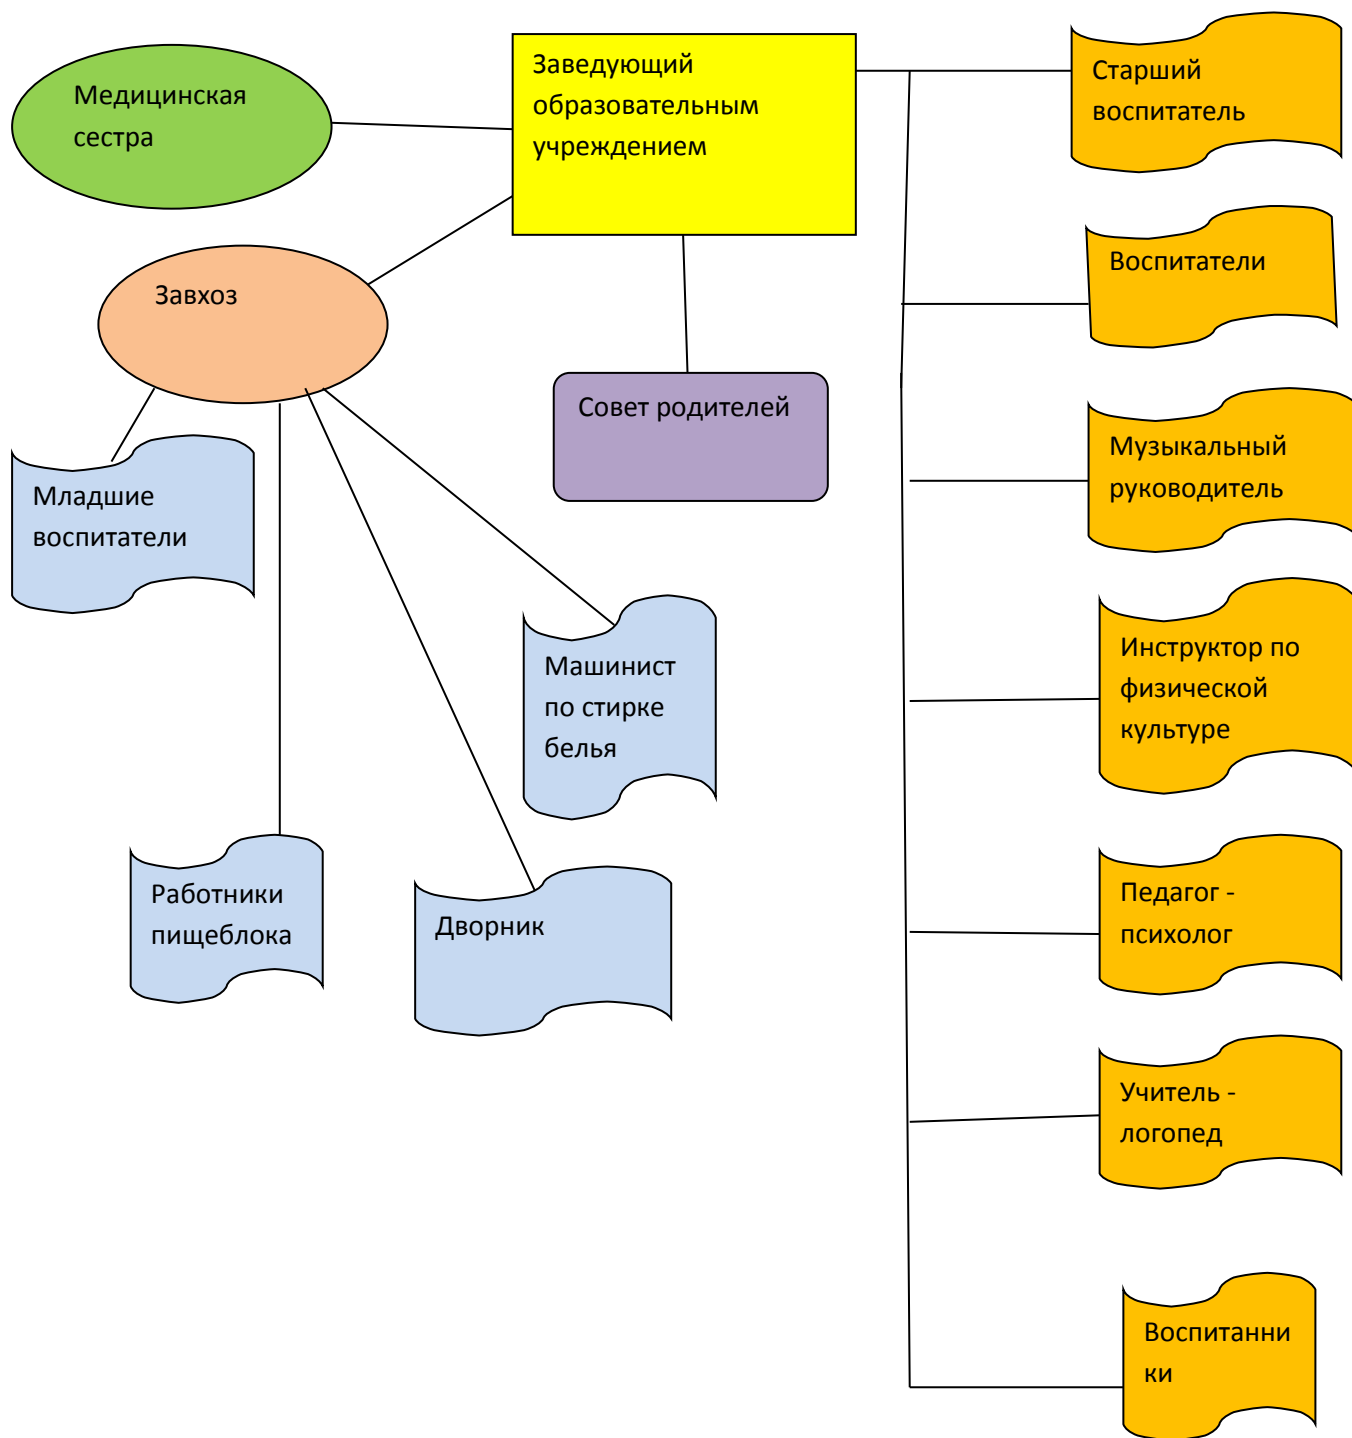 Медицинская
сестра
Заведующий
образовательным
учреждением
Старший
воспитатель
Воспитатели
Завхоз
Совет родителей
Музыкальный
руководитель
Младшие
воспитатели
Машинист
по стирке
белья
Инструктор по
физической
культуре
Работники
пищеблока
Дворник
Педагог -
психолог
Учитель -
логопед
Воспитанни
ки